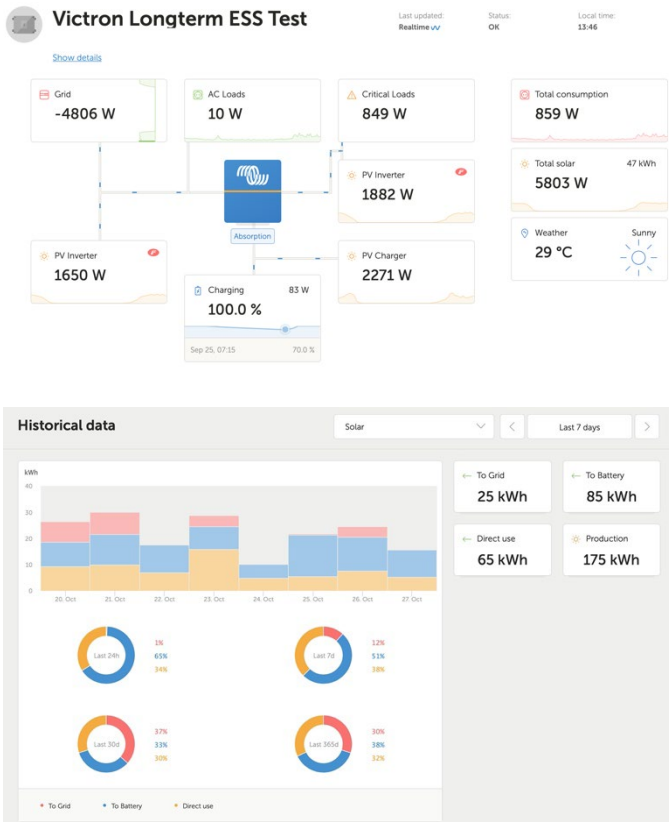 Victron Longterm ESS Test
Last updated:
Realtime
Status:
OK
Local time:
13:46
Show details
Grid
-4806 W
AC Loads
10 W
Critical Loads
849 W
Total consumption
859 W
PV Inverter
1882 W
Total solar
47 kWh
5803 W
Absorption
Weather
Sunny
29 °C
PV Inverter
1650 W
PV Charger
2271 W
Charging
83 W
100.0 %
Sep 25, 07:15
70.0 %
Historical data
Solar
Last 7 days
kWh
40
30
20
10
0
20. Oct
21. Oct
22. Oct
23. Oct
24. Oct
25. Oct
26. Oct
27. Oct
To Grid
25 kWh
To Battery
85 kWh
Direct use
65 kWh
Production
175 kWh
Last 24h
1%
65%
34%
Last 7d
12%
51%
38%
Last 30d
37%
33%
30%
Last 365d
30%
38%
32%
To Grid
To Battery
Direct use